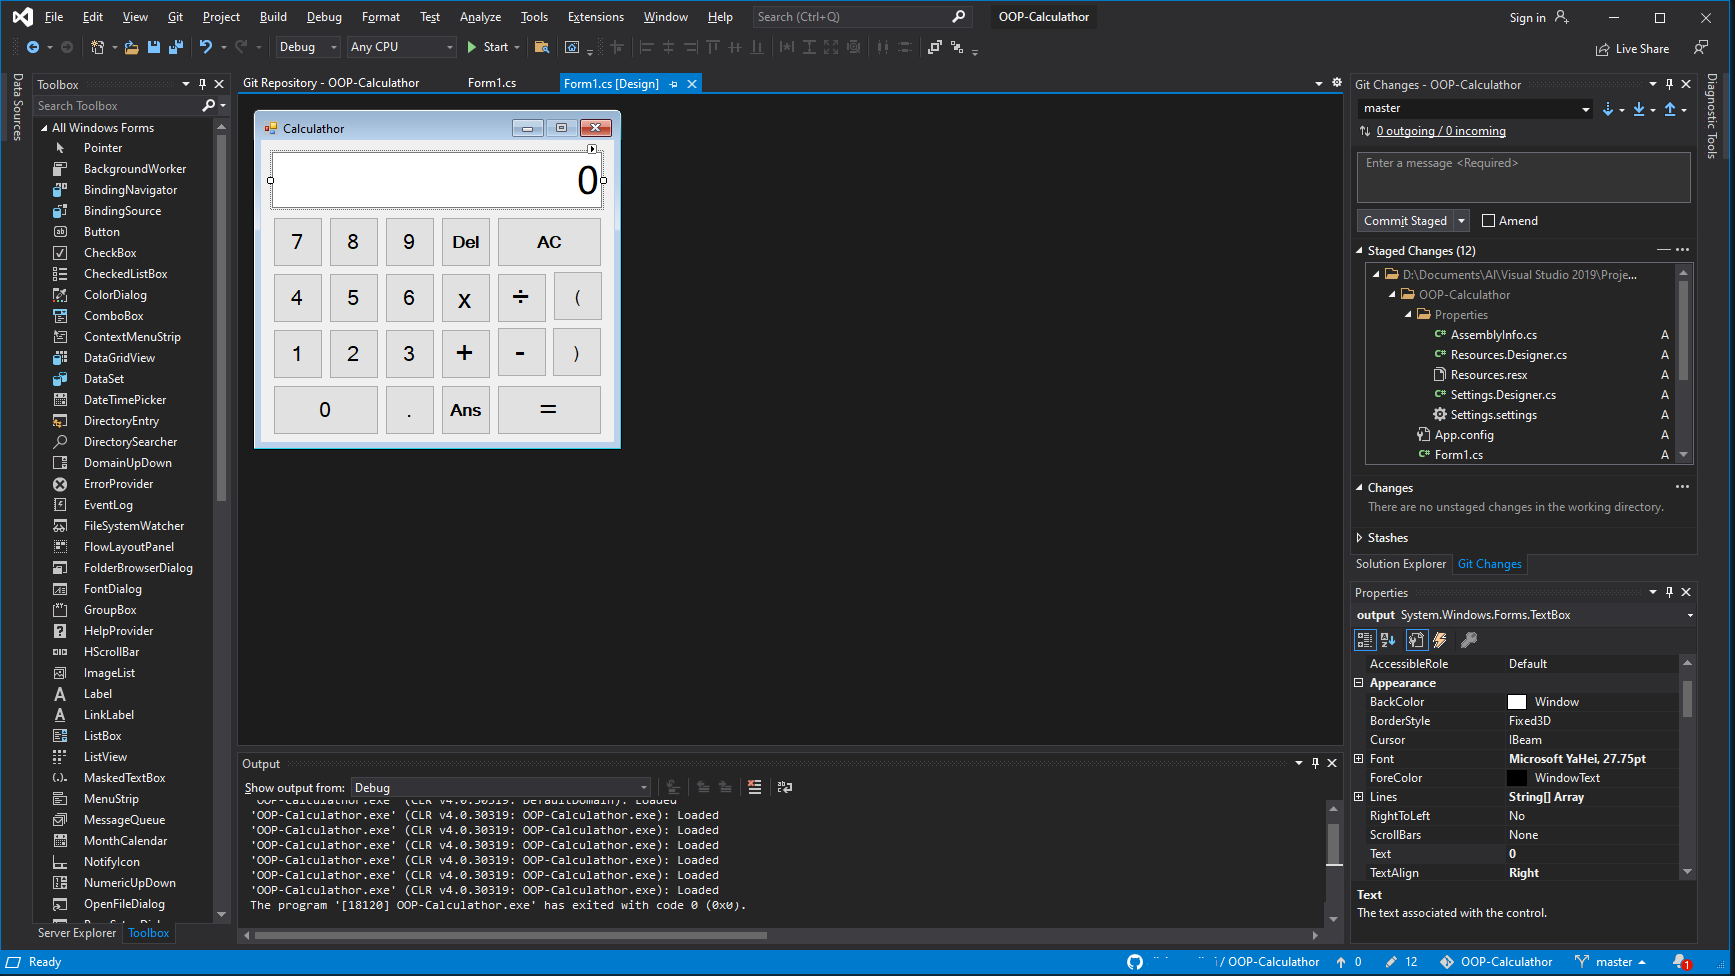 File Edit View Git Project Build Debug Format Test Analyze Tools Extensions Window Help Search (Ctrl+Q) OOP-Calculathor Sign in
Debug Any CPU Start Live Share
Data Sources
Toolbox
Search Toolbox
All Windows Forms
Pointer
BackgroundWorker
BindingNavigator
BindingSource
Button
CheckBox
CheckedListBox
ColorDialog
ComboBox
ContextMenuStrip
DataGridView
DataSet
DateTimePicker
DirectoryEntry
DirectorySearcher
DomainUpDown
ErrorProvider
EventLog
FileSystemWatcher
FlowLayoutPanel
FolderBrowserDialog
FontDialog
GroupBox
HelpProvider
HScrollBar
ImageList
Label
LinkLabel
ListBox
ListView
MaskedTextBox
MenuStrip
MessageQueue
MonthCalendar
NotifyIcon
NumericUpDown
OpenFileDialog
Server Explorer Toolbox
Git Repository - OOP-Calculathor Form1.cs Form1.cs [Design]
Calculathor
0
7 8 9 Del AC
4 5 6 x ÷ (
1 2 3 + - )
0 . Ans =
Output
Show output from: Debug
'OOP-Calculathor.exe' (CLR v4.0.30319: DefaultDomain): Loaded
'OOP-Calculathor.exe' (CLR v4.0.30319: OOP-Calculathor.exe): Loaded
'OOP-Calculathor.exe' (CLR v4.0.30319: OOP-Calculathor.exe): Loaded
'OOP-Calculathor.exe' (CLR v4.0.30319: OOP-Calculathor.exe): Loaded
'OOP-Calculathor.exe' (CLR v4.0.30319: OOP-Calculathor.exe): Loaded
'OOP-Calculathor.exe' (CLR v4.0.30319: OOP-Calculathor.exe): Loaded
'OOP-Calculathor.exe' (CLR v4.0.30319: OOP-Calculathor.exe): Loaded
The program '[18120] OOP-Calculathor.exe' has exited with code 0 (0x0).
Git Changes - OOP-Calculathor
master
0 outgoing / 0 incoming
Enter a message <Required>
Commit Staged Amend
Staged Changes (12)
D:\Documents\AI\Visual Studio 2019\Proje...
OOP-Calculathor
Properties
C# AssemblyInfo.cs A
C# Resources.Designer.cs A
Resources.resx A
C# Settings.Designer.cs A
Settings.settings A
App.config A
C# Form1.cs A
Changes
There are no unstaged changes in the working directory.
Stashes
Solution Explorer Git Changes
Properties
output System.Windows.Forms.TextBox
AccessibleRole Default
Appearance
BackColor Window
BorderStyle Fixed3D
Cursor IBeam
Font Microsoft YaHei, 27.75pt
ForeColor WindowText
Lines String[] Array
RightToLeft No
ScrollBars None
Text 0
TextAlign Right
Text
The text associated with the control.
Diagnostic Tools
Ready / OOP-Calculathor 0 12 OOP-Calculathor master 1